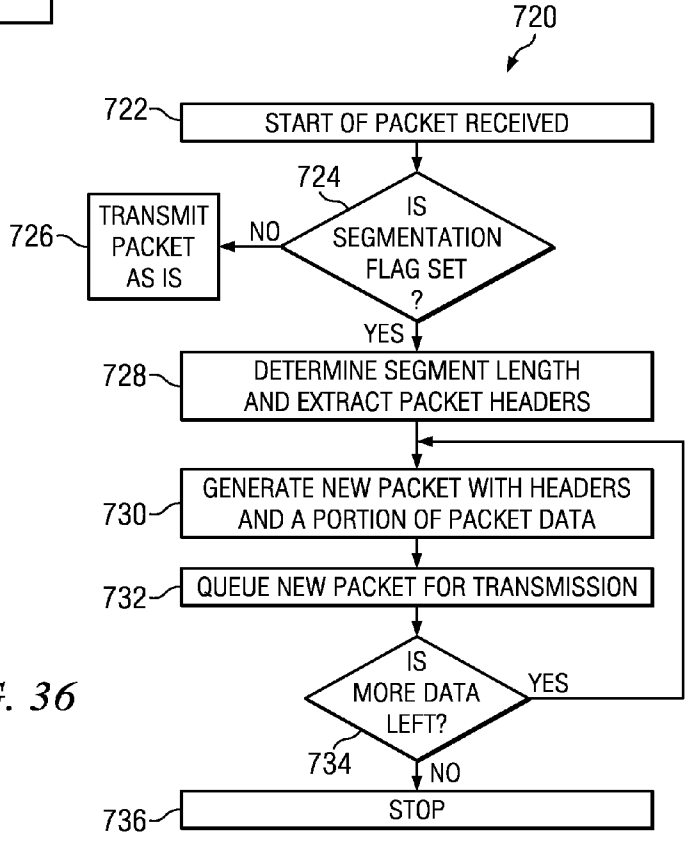 720
722
START OF PACKET RECEIVED
724
IS
SEGMENTATION
FLAG SET
?
NO
726
TRANSMIT
PACKET
AS IS
YES
728
DETERMINE SEGMENT LENGTH
AND EXTRACT PACKET HEADERS
730
GENERATE NEW PACKET WITH HEADERS
AND A PORTION OF PACKET DATA
732
QUEUE NEW PACKET FOR TRANSMISSION
IS
MORE DATA
LEFT?
YES
734
NO
736
STOP
36